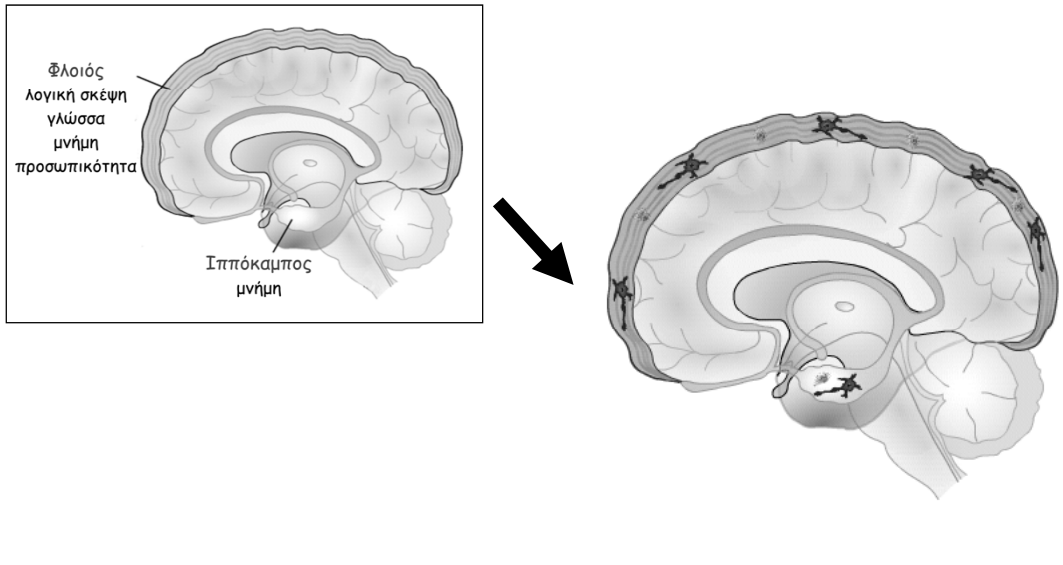 Φλοιός
λογική σκέψη
γλώσσα
μνήμη
προσωπικότητα
Ιππόκαμπος
μνήμη